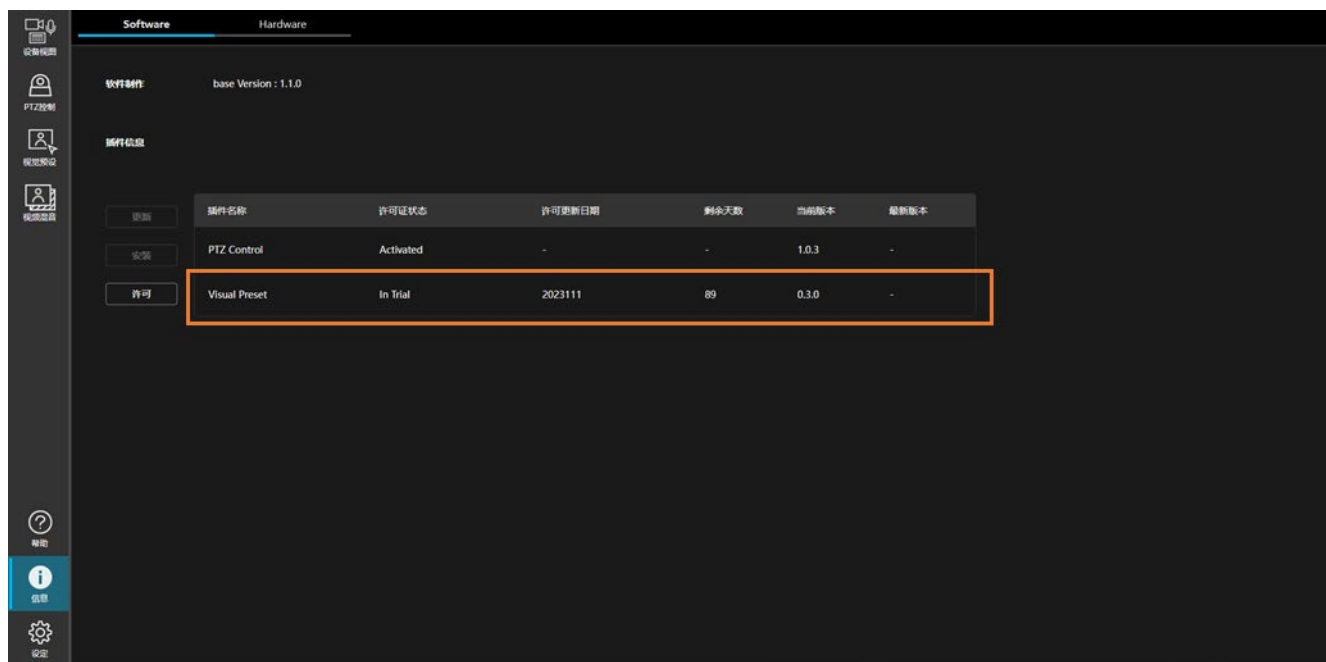 Software Hardware
设备视图
PTZ控制
视觉预设
视频混音
软件制作: base Version : 1.1.0
插件信息
更新
安装
许可
插件名称 许可证状态 许可更新日期 剩余天数 当前版本 最新版本
PTZ Control Activated - - 1.0.3 -
Visual Preset In Trial 2023111 89 0.3.0 -
帮助
信息
设定